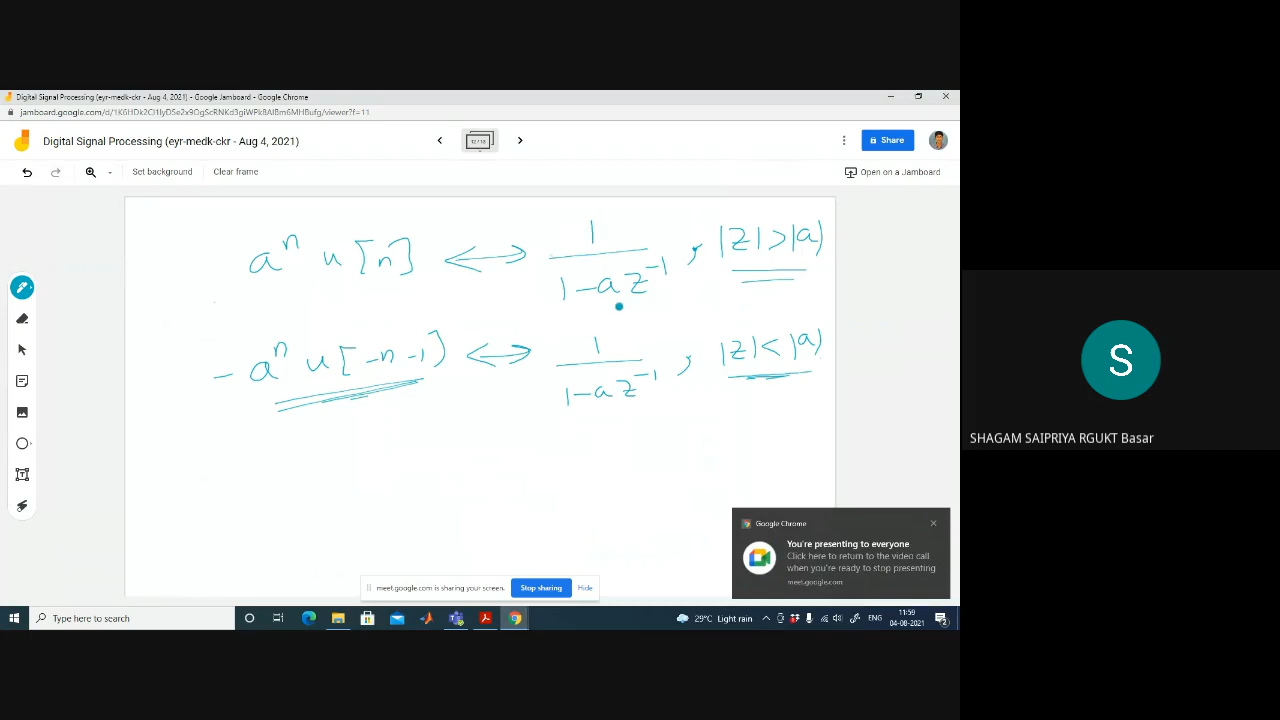 Digital Signal Processing (eyr-medk-ckr - Aug 4, 2021) - Google Jamboard - Google Chrome
Digital Signal Processing (eyr-medk-ckr - Aug 4, 2021)
12 / 13
Share
Set background
Clear frame
Open on a Jamboard
aⁿ u[n] ⟷ 1/(1-az⁻¹), |z|>|a|
-aⁿ u[-n-1] ⟷ 1/(1-az⁻¹), |z|<|a|
S
SHAGAM SAIPRIYA RGUKT Basar
Google Chrome
You're presenting to everyone
Click here to return to the video call
when you're ready to stop presenting
meet.google.com
meet.google.com is sharing your screen.
Stop sharing
Hide
Type here to search
29°C Light rain
ENG
11:59
04-08-2021
2